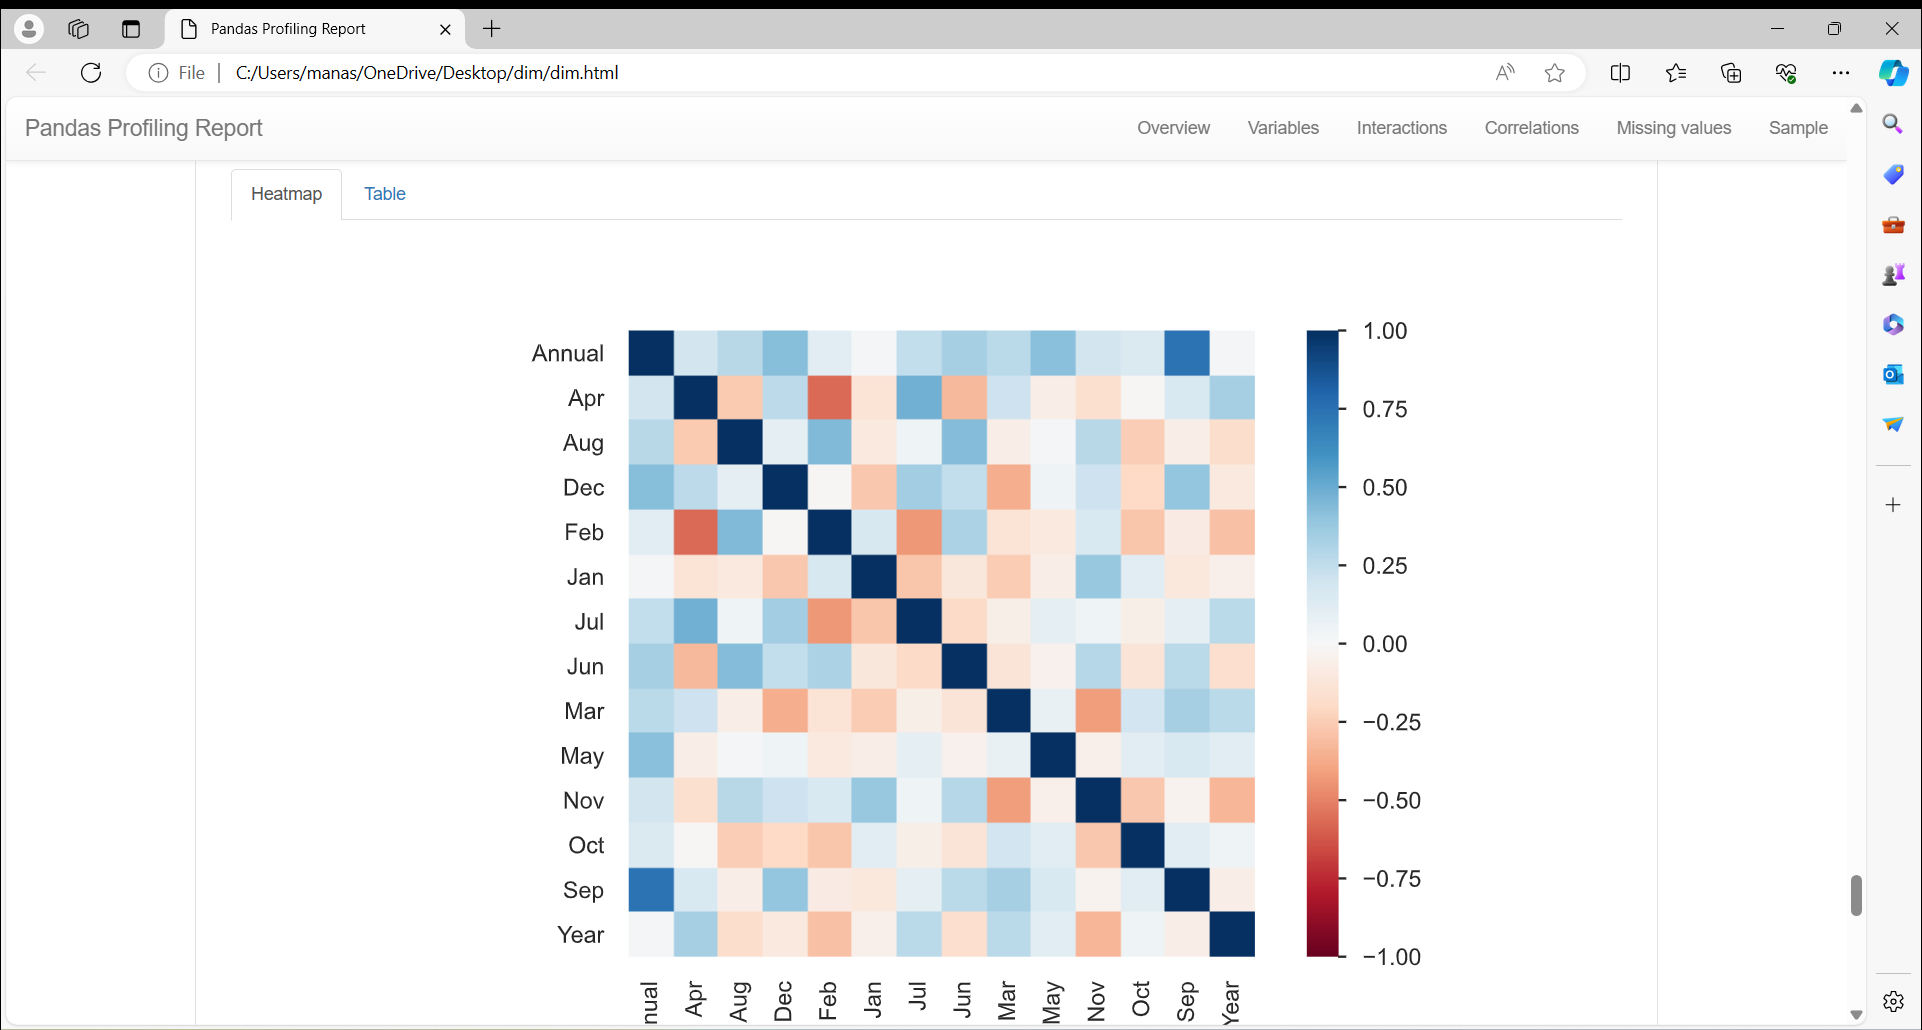 Pandas Profiling Report
File | C:/Users/manas/OneDrive/Desktop/dim/dim.html
Pandas Profiling Report
Overview Variables Interactions Correlations Missing values Sample
Heatmap Table
Annual
Apr
Aug
Dec
Feb
Jan
Jul
Jun
Mar
May
Nov
Oct
Sep
Year
1.00
0.75
0.50
0.25
0.00
−0.25
−0.50
−0.75
−1.00
nual Apr Aug Dec Feb Jan Jul Jun Mar May Nov Oct Sep Year